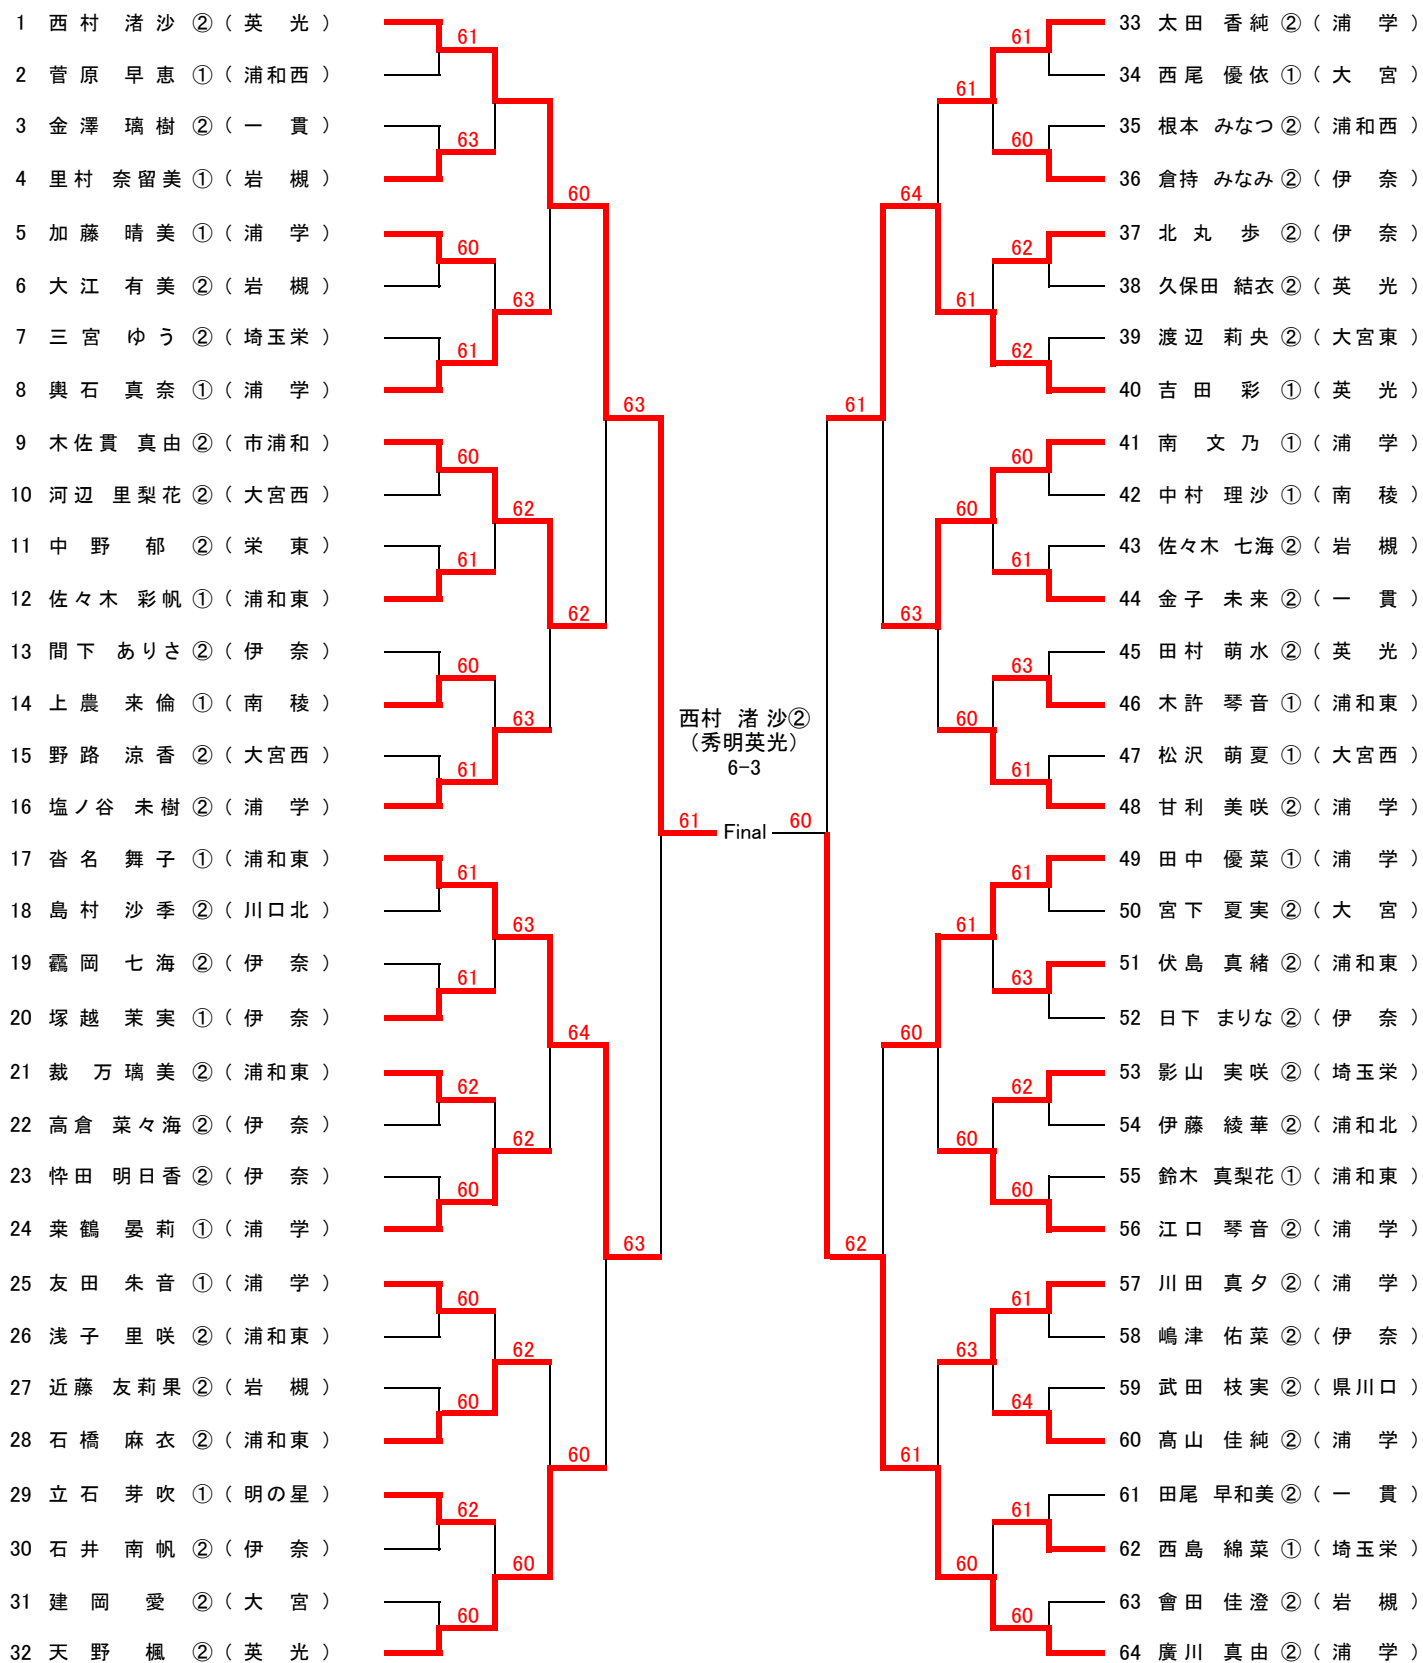 1 西村 渚沙 ② （ 英 光 ）
2 菅原 早恵 ① （ 浦和西 ）
3 金澤 璃樹 ② （ 一 貫 ）
4 里村 奈留美 ① （ 岩 槻 ）
5 加藤 晴美 ① （ 浦 学 ）
6 大江 有美 ② （ 岩 槻 ）
7 三宮 ゆう ② （ 埼玉栄 ）
8 輿石 真奈 ① （ 浦 学 ）
9 木佐貫 真由 ② （ 市浦和 ）
10 河辺 里梨花 ② （ 大宮西 ）
11 中野 郁 ② （ 栄 東 ）
12 佐々木 彩帆 ① （ 浦和東 ）
13 間下 ありさ ② （ 伊 奈 ）
14 上農 来倫 ① （ 南 稜 ）
15 野路 涼香 ② （ 大宮西 ）
16 塩ノ谷 未樹 ② （ 浦 学 ）
17 沓名 舞子 ① （ 浦和東 ）
18 島村 沙季 ② （ 川口北 ）
19 靍岡 七海 ② （ 伊 奈 ）
20 塚越 茉実 ① （ 伊 奈 ）
21 裁 万璃美 ② （ 浦和東 ）
22 高倉 菜々海 ② （ 伊 奈 ）
23 忰田 明日香 ② （ 伊 奈 ）
24 来鶴 晏莉 ① （ 浦 学 ）
25 友田 朱音 ① （ 浦 学 ）
26 浅子 里咲 ② （ 浦和東 ）
27 近藤 友莉果 ② （ 岩 槻 ）
28 石橋 麻衣 ② （ 浦和東 ）
29 立石 芽吹 ① （ 明の星 ）
30 石井 南帆 ② （ 伊 奈 ）
31 建岡 愛 ② （ 大 宮 ）
32 天野 楓 ② （ 英 光 ）
61
63
60
61
60
61
60
61
61
61
62
60
60
60
62
60
63
62
63
63
62
62
60
60
62
64
60
63
63
61
西村 渚沙②
（秀明英光）
6-3
Final
60
61
62
64
63
60
61
61
61
60
60
61
60
63
60
61
60
62
62
60
61
63
61
61
63
62
60
61
64
61
60
33 太田 香純 ② （ 浦 学 ）
34 西尾 優依 ① （ 大 宮 ）
35 根本 みなつ ② （ 浦和西 ）
36 倉持 みなみ ② （ 伊 奈 ）
37 北丸 歩 ② （ 伊 奈 ）
38 久保田 結衣 ② （ 英 光 ）
39 渡辺 莉央 ② （ 大宮東 ）
40 吉田 彩 ① （ 英 光 ）
41 南 文乃 ① （ 浦 学 ）
42 中村 理沙 ① （ 南 稜 ）
43 佐々木 七海 ② （ 岩 槻 ）
44 金子 未来 ② （ 一 貫 ）
45 田村 萌水 ② （ 英 光 ）
46 木許 琴音 ① （ 浦和東 ）
47 松沢 萌夏 ① （ 大宮西 ）
48 甘利 美咲 ② （ 浦 学 ）
49 田中 優菜 ① （ 浦 学 ）
50 宮下 夏実 ② （ 大 宮 ）
51 伏島 真緒 ② （ 浦和東 ）
52 日下 まりな ② （ 伊 奈 ）
53 影山 実咲 ② （ 埼玉栄 ）
54 伊藤 綾華 ② （ 浦和北 ）
55 鈴木 真梨花 ① （ 浦和東 ）
56 江口 琴音 ② （ 浦 学 ）
57 川田 真夕 ② （ 浦 学 ）
58 嶋津 佑菜 ② （ 伊 奈 ）
59 武田 枝実 ② （ 県川口 ）
60 髙山 佳純 ② （ 浦 学 ）
61 田尾 早和美 ② （ 一 貫 ）
62 西島 綿菜 ① （ 埼玉栄 ）
63 會田 佳澄 ② （ 岩 槻 ）
64 廣川 真由 ② （ 浦 学 ）